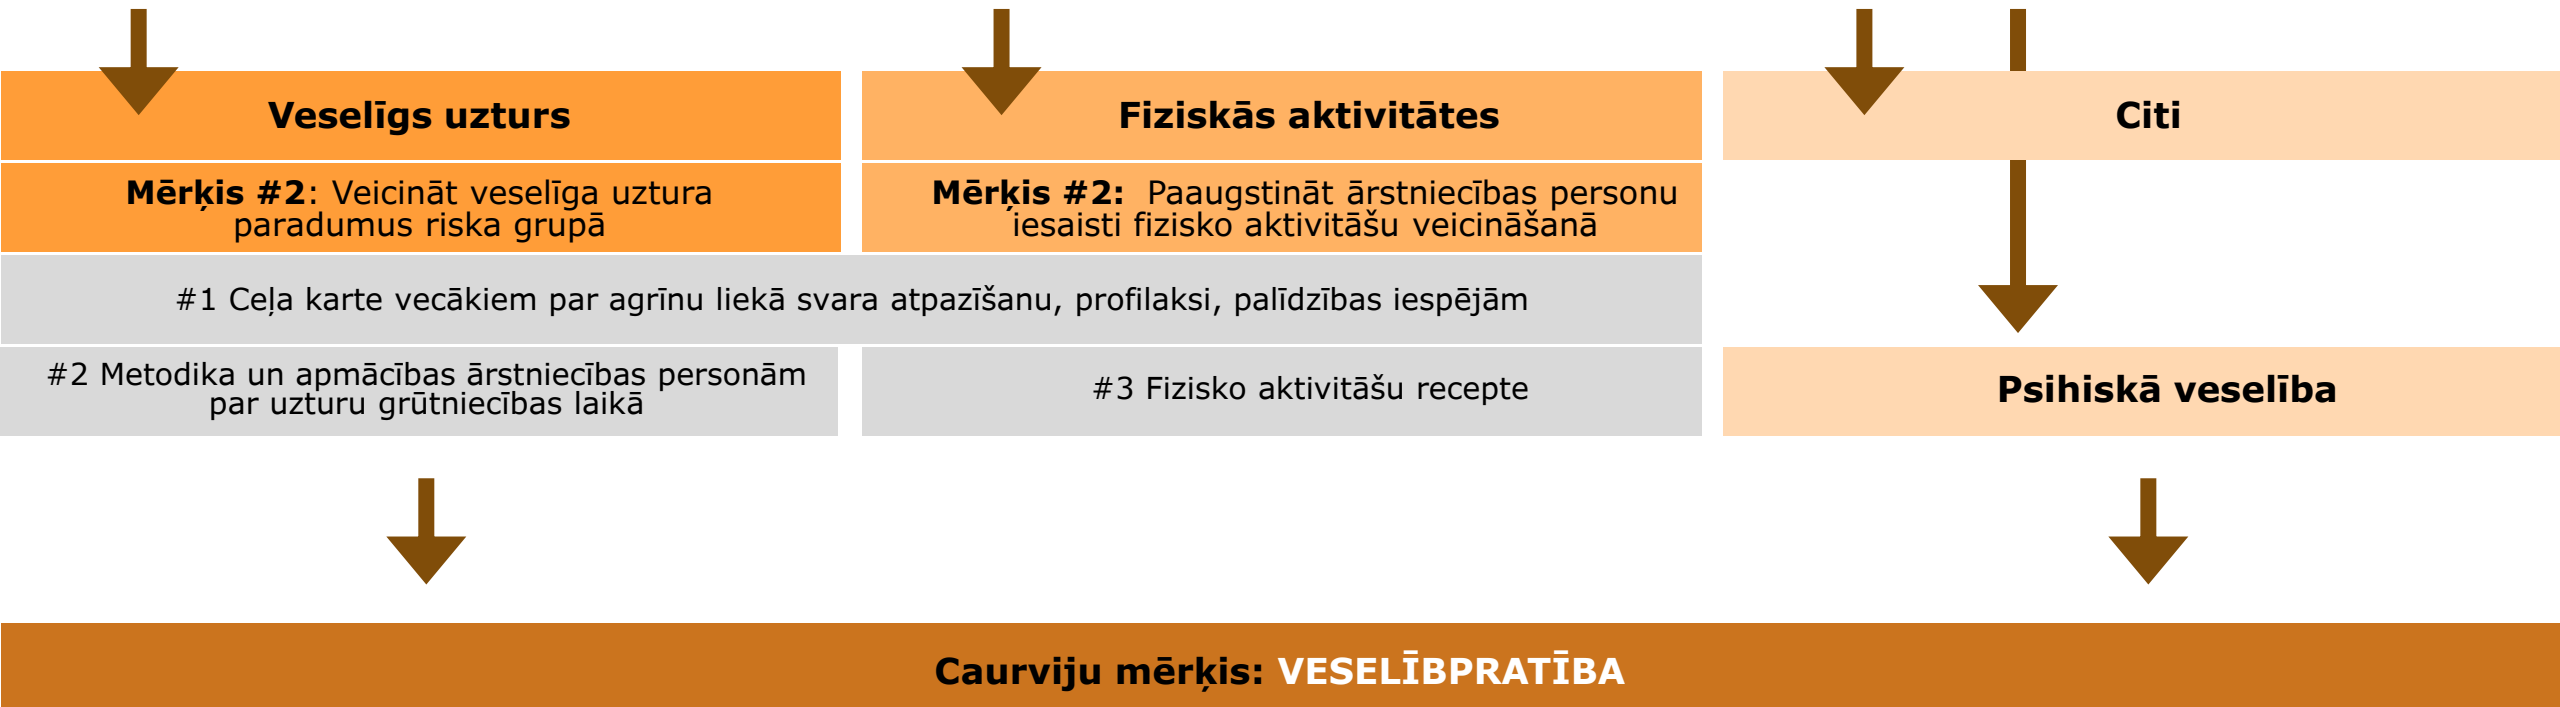 Veselīgs uzturs
Fiziskās aktivitātes
Citi
Mērķis #2: Veicināt veselīga uztura
paradumus riska grupā
Mērķis #2:  Paaugstināt ārstniecības personu
iesaisti fizisko aktivitāšu veicināšanā
#1 Ceļa karte vecākiem par agrīnu liekā svara atpazīšanu, profilaksi, palīdzības iespējām
#2 Metodika un apmācības ārstniecības personām
par uzturu grūtniecības laikā
#3 Fizisko aktivitāšu recepte
Psihiskā veselība
Caurviju mērķis: VESELĪBPRATĪBA